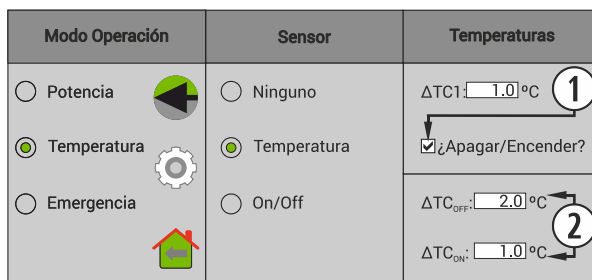 Modo Operación
Sensor
Temperaturas
Potencia
Ninguno
ΔTC1: 1.0 ºC
1
Temperatura
Temperatura
¿Apagar/Encender?
Emergencia
On/Off
ΔTCOFF: 2.0 ºC
2
ΔTCON: 1.0 ºC